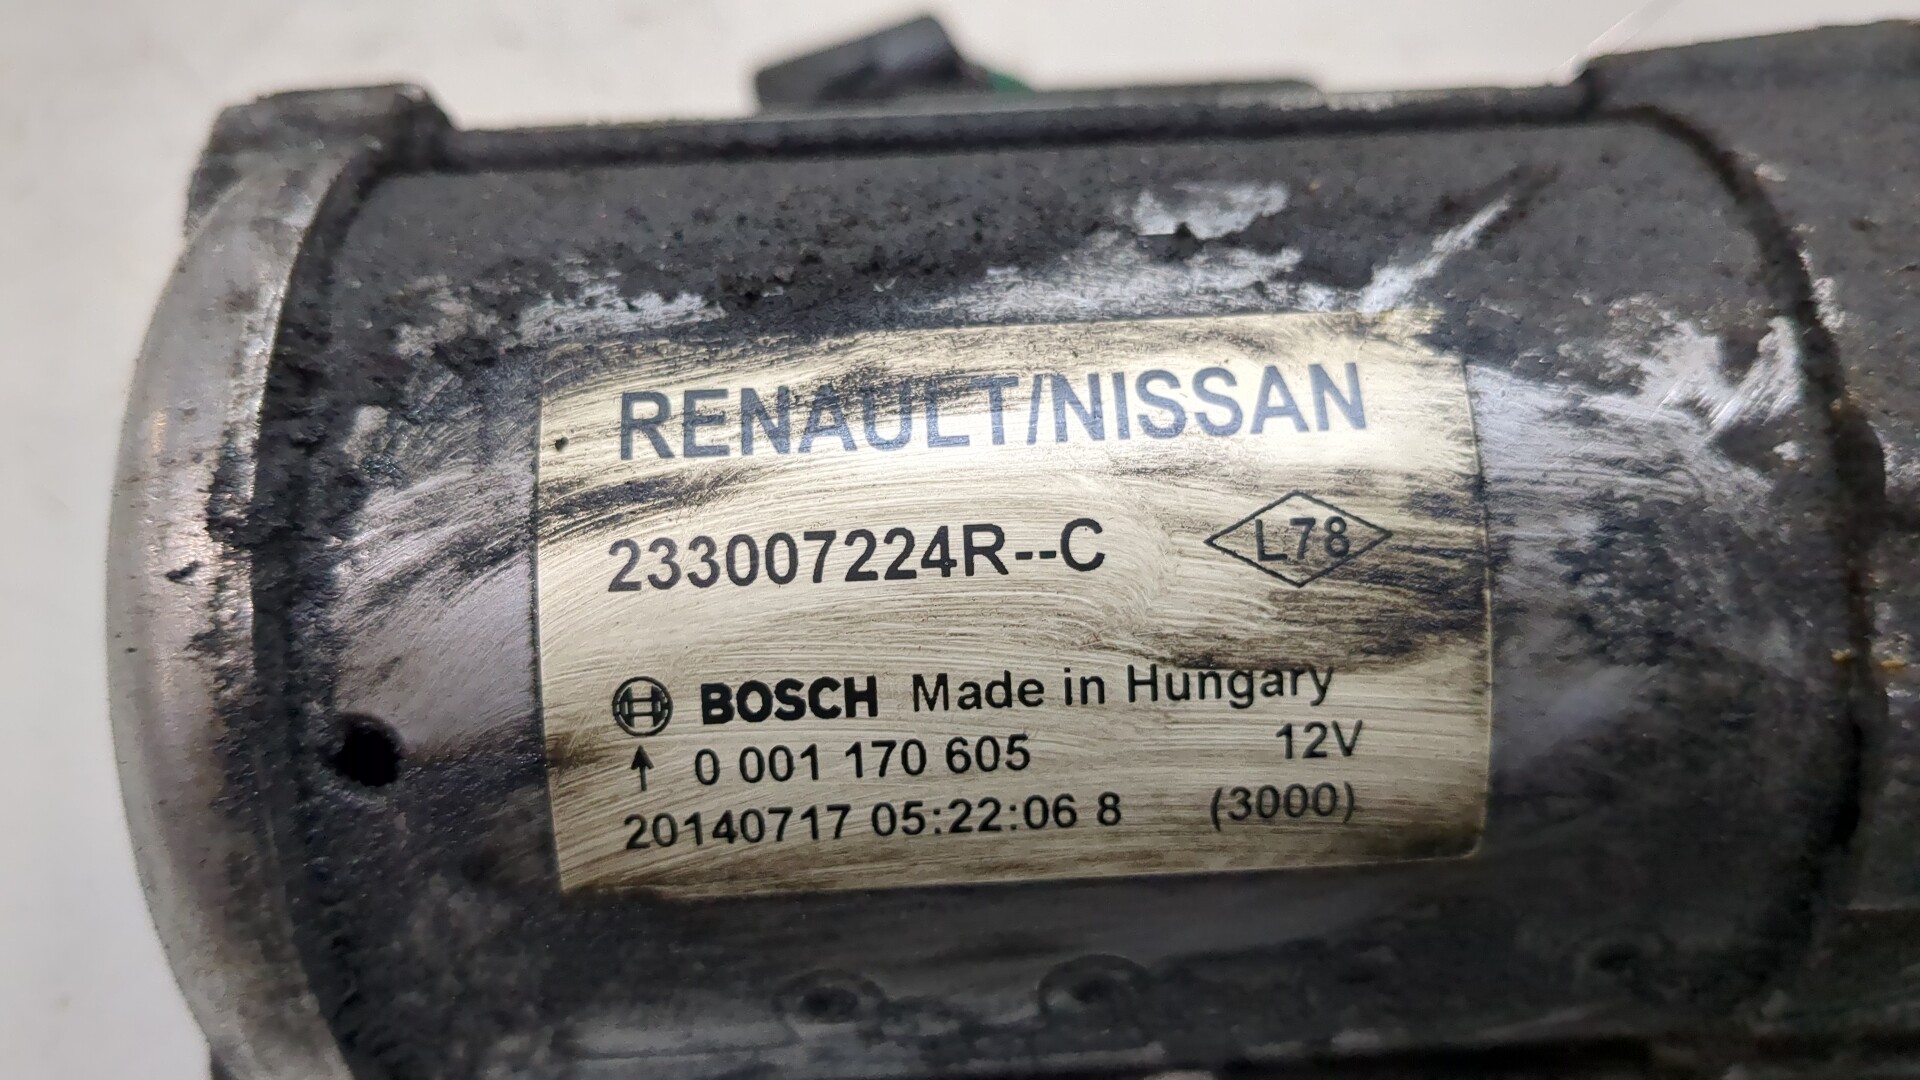 RENAULT/NISSAN
233007224R--C L78
BOSCH Made in Hungary
↑ 0 001 170 605 12V
20140717 05:22:06 8 (3000)